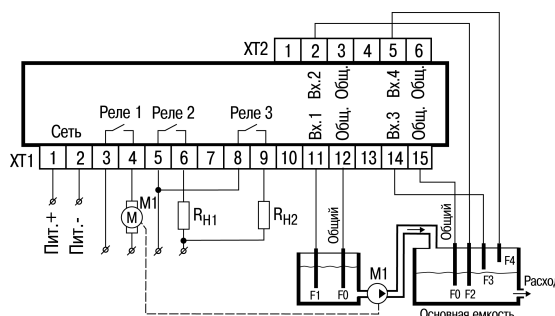 XT2 1 2 3 4 5 6
Вх.2 Общ. Вх.4 Общ.
Реле 1 Реле 2 Реле 3
Вх.1 Общ. Вх.3 Общ.
Сеть
XT1 1 2 3 4 5 6 7 8 9 10 11 12 13 14 15
Пит. +
Пит. -
M1
M
RН1
RН2
Общий
Общий
M1
F1 F0
F0 F2 F3 F4
Расход
Основная емкость